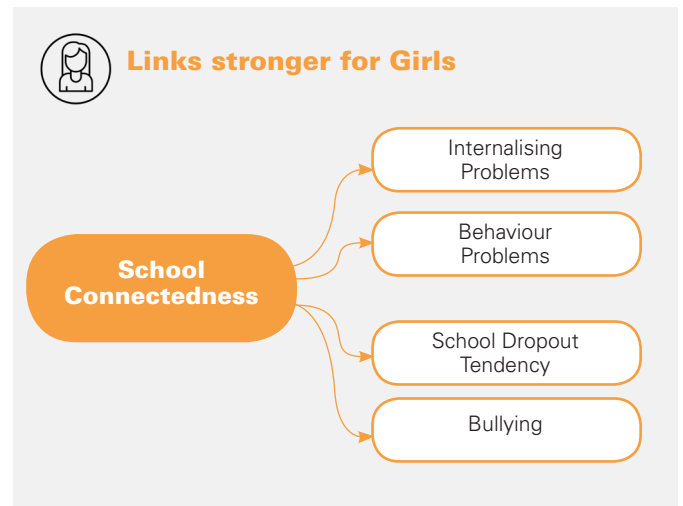 Links stronger for Girls
Internalising
Problems
Behaviour
Problems
School
Connectedness
School Dropout
Tendency
Bullying